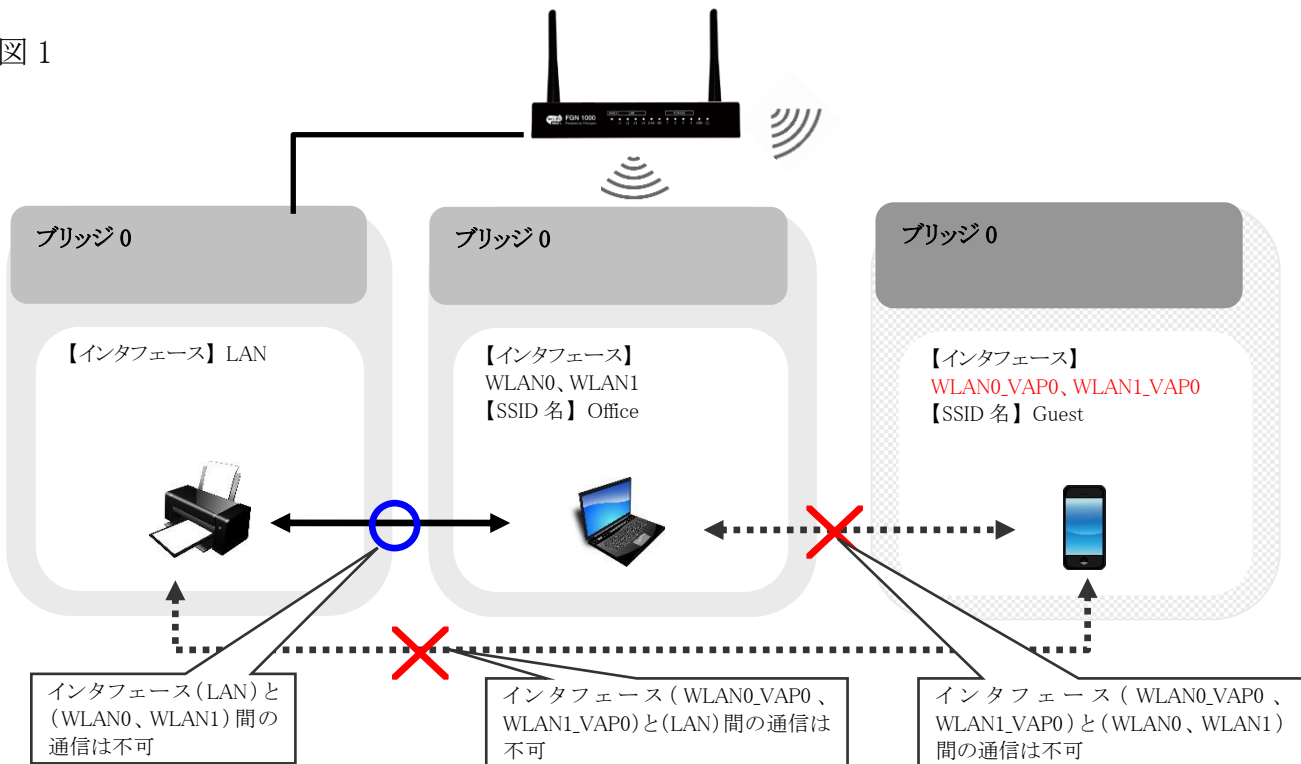 図 1
FGN 1000
ブリッジ 0
ブリッジ 0
ブリッジ 0
【インタフェース】 LAN
【インタフェース】
WLAN0、WLAN1
【SSID 名】 Office
【インタフェース】
WLAN0_VAP0、WLAN1_VAP0
【SSID 名】 Guest
インタフェース(LAN)と
(WLAN0、WLAN1)間の
通信は不可
インタフェース(WLAN0_VAP0、
WLAN1_VAP0)と(LAN)間の通信は
不可
インタフェース(WLAN0_VAP0、
WLAN1_VAP0)と(WLAN0、WLAN1)
間の通信は不可